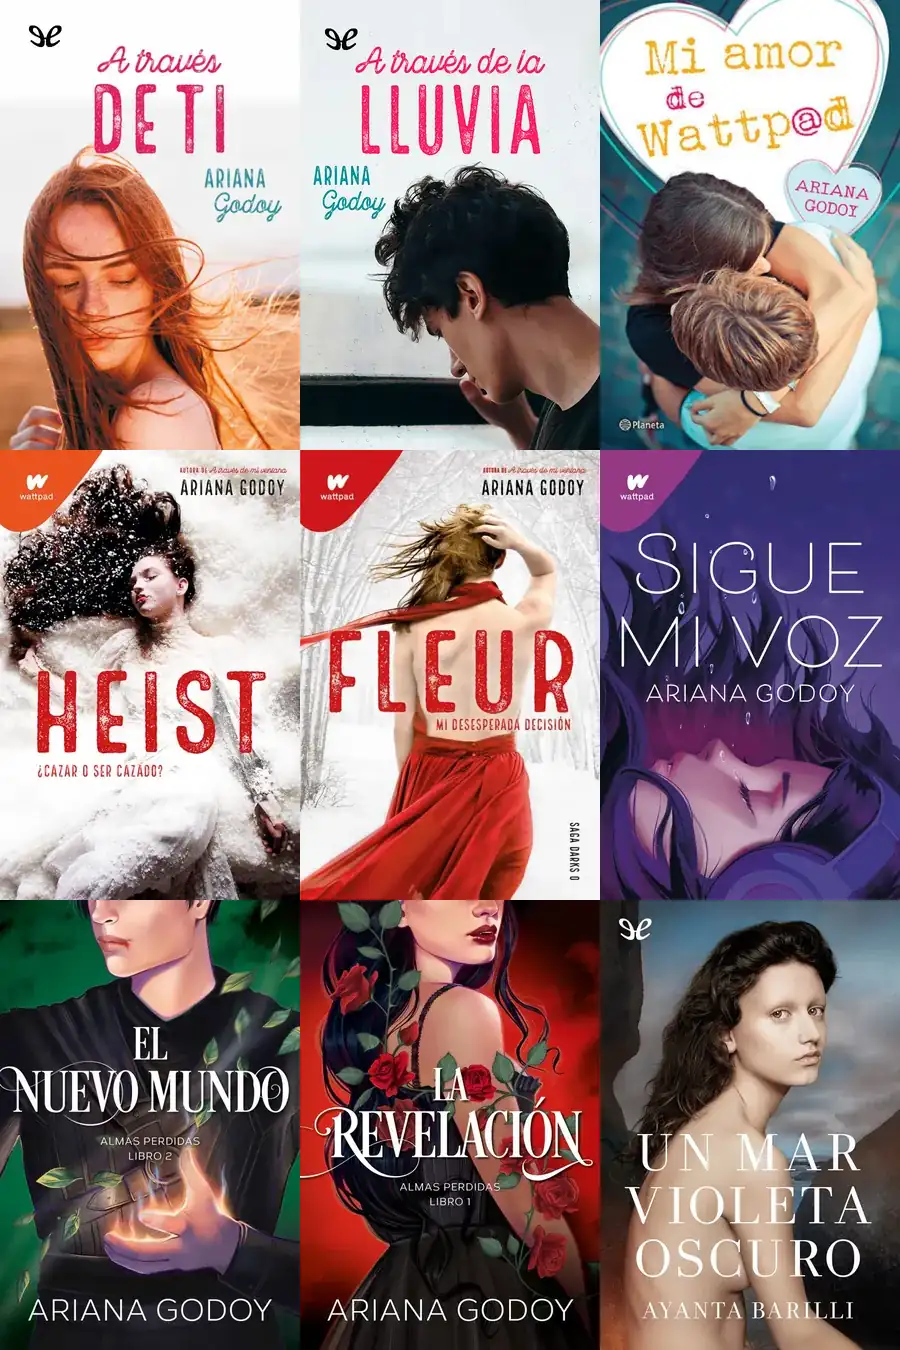 A través
DE TI
ARIANA
Godoy
A través de la
LLUVIA
ARIANA
Godoy
Mi amor
de
Wattp@d
ARIANA
GODOY
Planeta
wattpad
AUTORA DE A través de mi ventana
ARIANA GODOY
HEIST
¿CAZAR O SER CAZADO?
wattpad
AUTORA DE A través de mi ventana
ARIANA GODOY
FLEUR
MI DESESPERADA DECISIÓN
SAGA DARKS 0
wattpad
SIGUE
MI VOZ
ARIANA GODOY
EL
NUEVO MUNDO
ALMAS PERDIDAS
LIBRO 2
ARIANA GODOY
LA
REVELACIÓN
ALMAS PERDIDAS
LIBRO 1
ARIANA GODOY
UN MAR
VIOLETA
OSCURO
AYANTA BARILLI